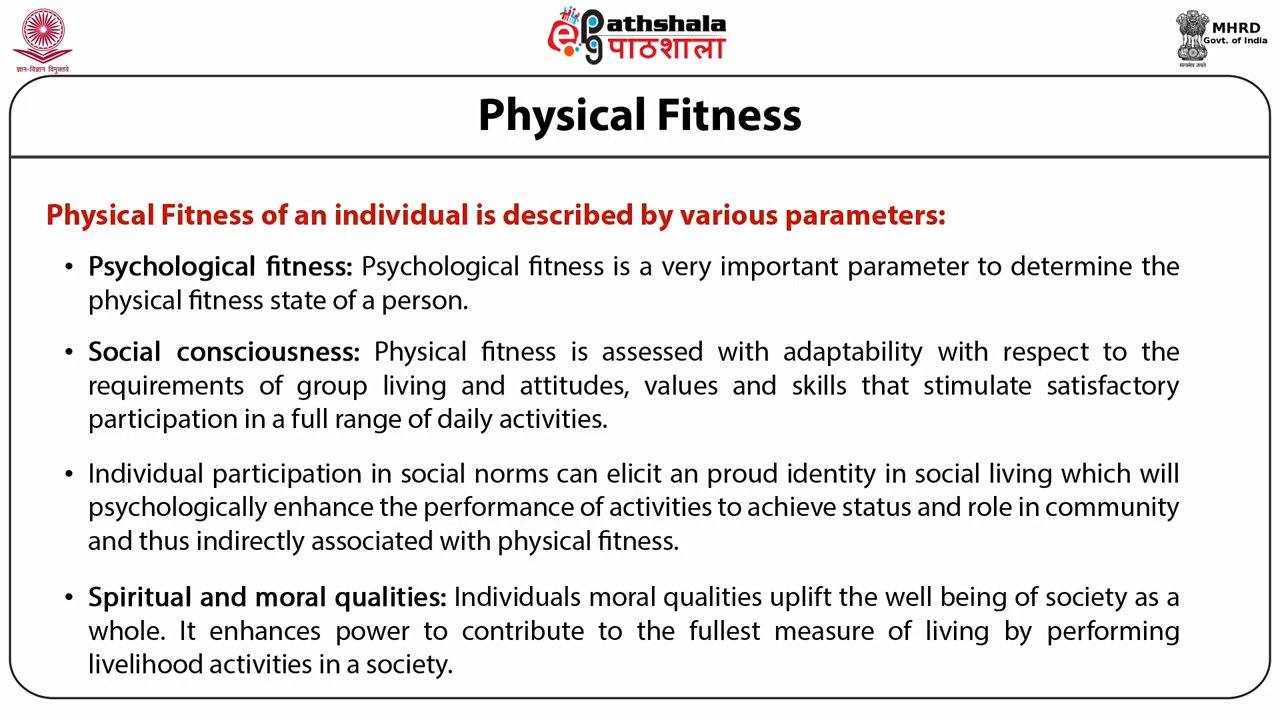 ज्ञान-विज्ञान विमुक्तये
epg Pathshala
पाठशाला
सत्यमेव जयते
MHRD
Govt. of India
Physical Fitness
Physical Fitness of an individual is described by various parameters:
• Psychological fitness: Psychological fitness is a very important parameter to determine the
physical fitness state of a person.
• Social consciousness: Physical fitness is assessed with adaptability with respect to the
requirements of group living and attitudes, values and skills that stimulate satisfactory
participation in a full range of daily activities.
• Individual participation in social norms can elicit an proud identity in social living which will
psychologically enhance the performance of activities to achieve status and role in community
and thus indirectly associated with physical fitness.
• Spiritual and moral qualities: Individuals moral qualities uplift the well being of society as a
whole. It enhances power to contribute to the fullest measure of living by performing
livelihood activities in a society.